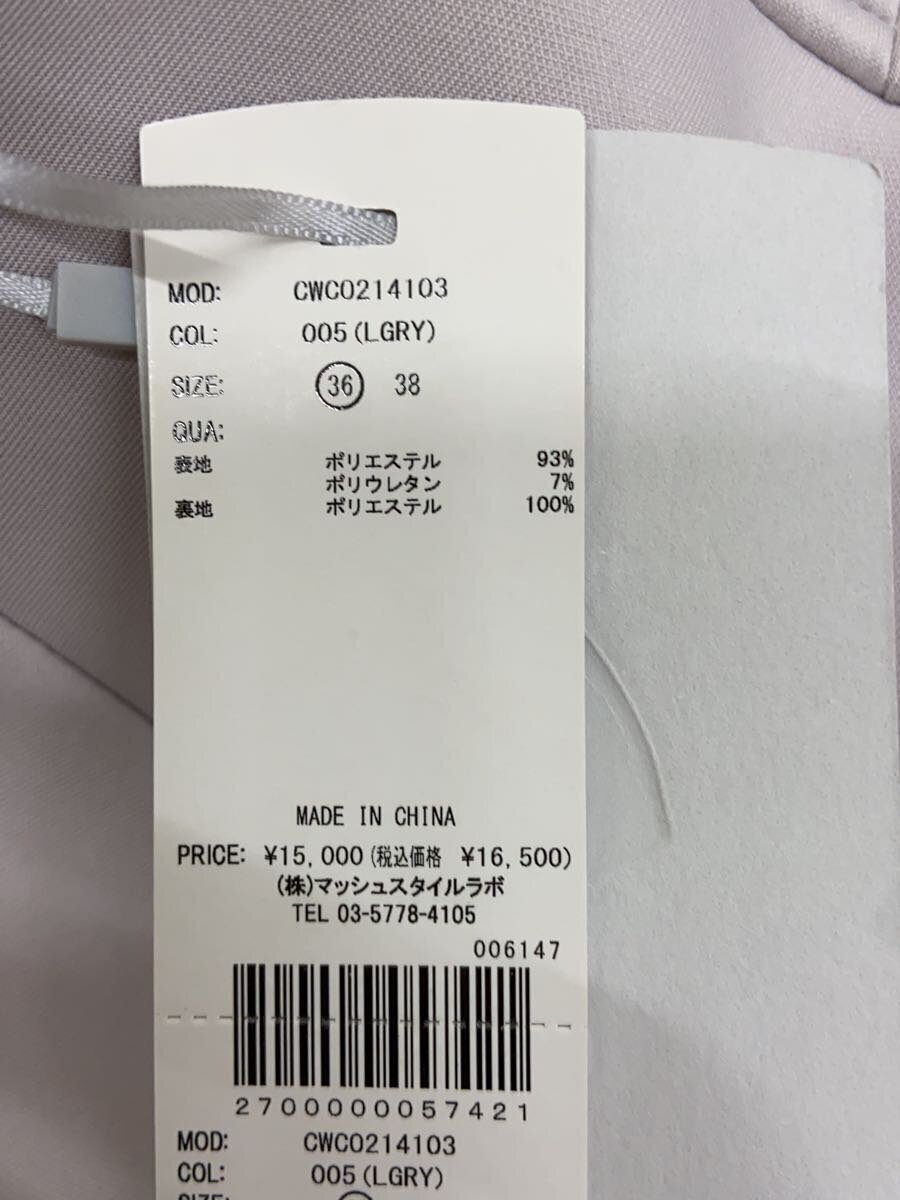 MOD: CWC0214103
COL: 005(LGRY)
SIZE: 36 38
QUA:
表地 ポリエステル 93%
ポリウレタン 7%
裏地 ポリエステル 100%
MADE IN CHINA
PRICE: ¥15,000(税込価格 ¥16,500)
(株)マッシュスタイルラボ
TEL 03-5778-4105
006147
2700000057421
MOD: CWC0214103
COL: 005(LGRY)
SIZE: